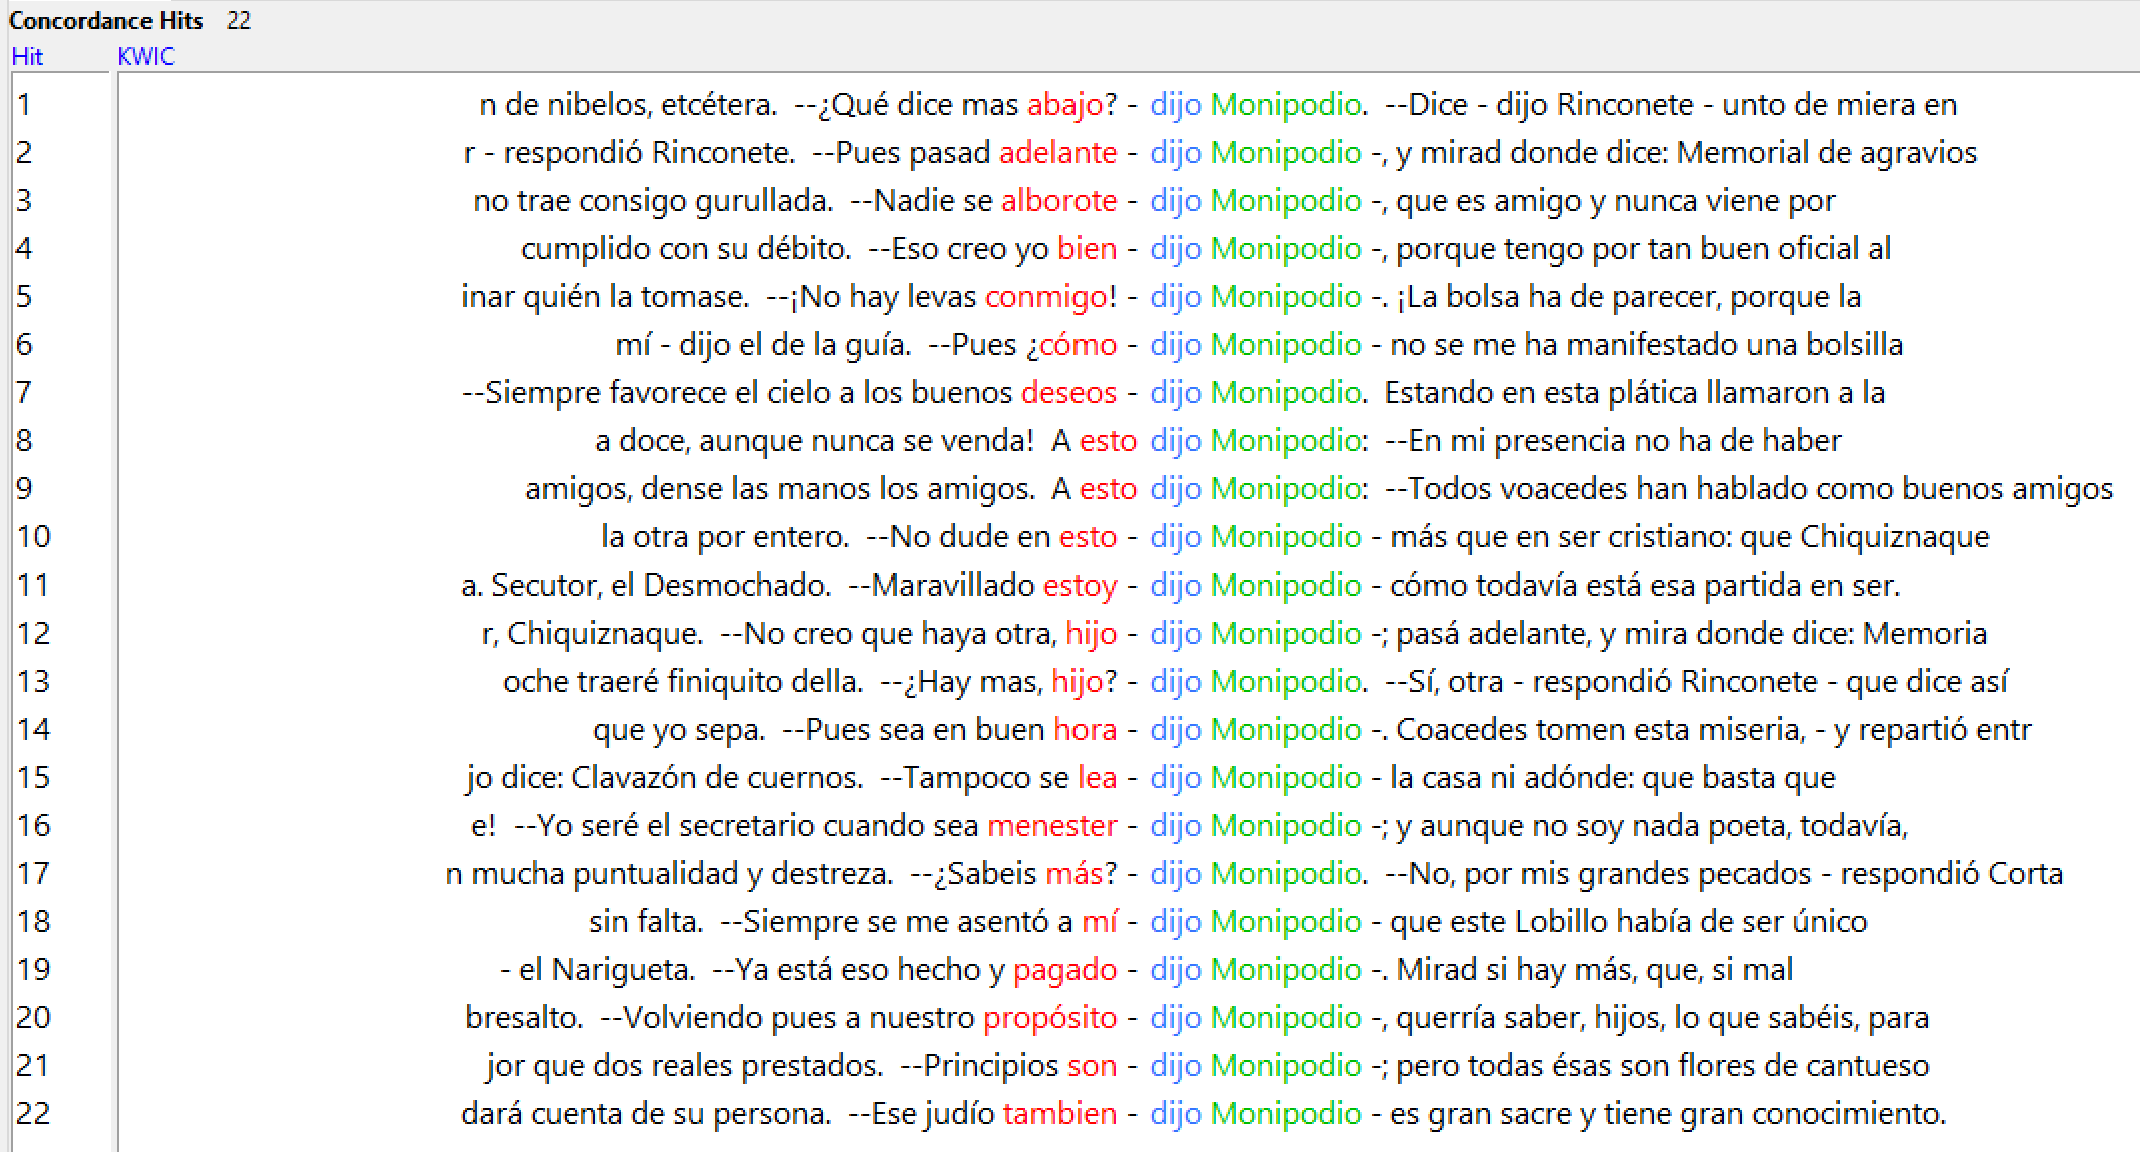 Concordance Hits 22
Hit KWIC
1 n de nibelos, etcétera. --¿Qué dice mas abajo? - dijo Monipodio. --Dice - dijo Rinconete - unto de miera en
2 r - respondió Rinconete. --Pues pasad adelante - dijo Monipodio -, y mirad donde dice: Memorial de agravios
3 no trae consigo gurullada. --Nadie se alborote - dijo Monipodio -, que es amigo y nunca viene por
4 cumplido con su débito. --Eso creo yo bien - dijo Monipodio -, porque tengo por tan buen oficial al
5 inar quién la tomase. --¡No hay levas conmigo! - dijo Monipodio -. ¡La bolsa ha de parecer, porque la
6 mí - dijo el de la guía. --Pues ¿cómo - dijo Monipodio - no se me ha manifestado una bolsilla
7 --Siempre favorece el cielo a los buenos deseos - dijo Monipodio. Estando en esta plática llamaron a la
8 a doce, aunque nunca se venda! A esto dijo Monipodio: --En mi presencia no ha de haber
9 amigos, dense las manos los amigos. A esto dijo Monipodio: --Todos voacedes han hablado como buenos amigos
10 la otra por entero. --No dude en esto - dijo Monipodio - más que en ser cristiano: que Chiquiznaque
11 a. Secutor, el Desmochado. --Maravillado estoy - dijo Monipodio - cómo todavía está esa partida en ser.
12 r, Chiquiznaque. --No creo que haya otra, hijo - dijo Monipodio -; pasá adelante, y mira donde dice: Memoria
13 oche traeré finiquito della. --¿Hay mas, hijo? - dijo Monipodio. --Sí, otra - respondió Rinconete - que dice así
14 que yo sepa. --Pues sea en buen hora - dijo Monipodio -. Coacedes tomen esta miseria, - y repartió entr
15 jo dice: Clavazón de cuernos. --Tampoco se lea - dijo Monipodio - la casa ni adónde: que basta que
16 e! --Yo seré el secretario cuando sea menester - dijo Monipodio -; y aunque no soy nada poeta, todavía,
17 n mucha puntualidad y destreza. --¿Sabeis más? - dijo Monipodio. --No, por mis grandes pecados - respondió Corta
18 sin falta. --Siempre se me asentó a mí - dijo Monipodio - que este Lobillo había de ser único
19 - el Narigueta. --Ya está eso hecho y pagado - dijo Monipodio -. Mirad si hay más, que, si mal
20 bresalto. --Volviendo pues a nuestro propósito - dijo Monipodio -, querría saber, hijos, lo que sabéis, para
21 jor que dos reales prestados. --Principios son - dijo Monipodio -; pero todas ésas son flores de cantueso
22 dará cuenta de su persona. --Ese judío tambien - dijo Monipodio - es gran sacre y tiene gran conocimiento.